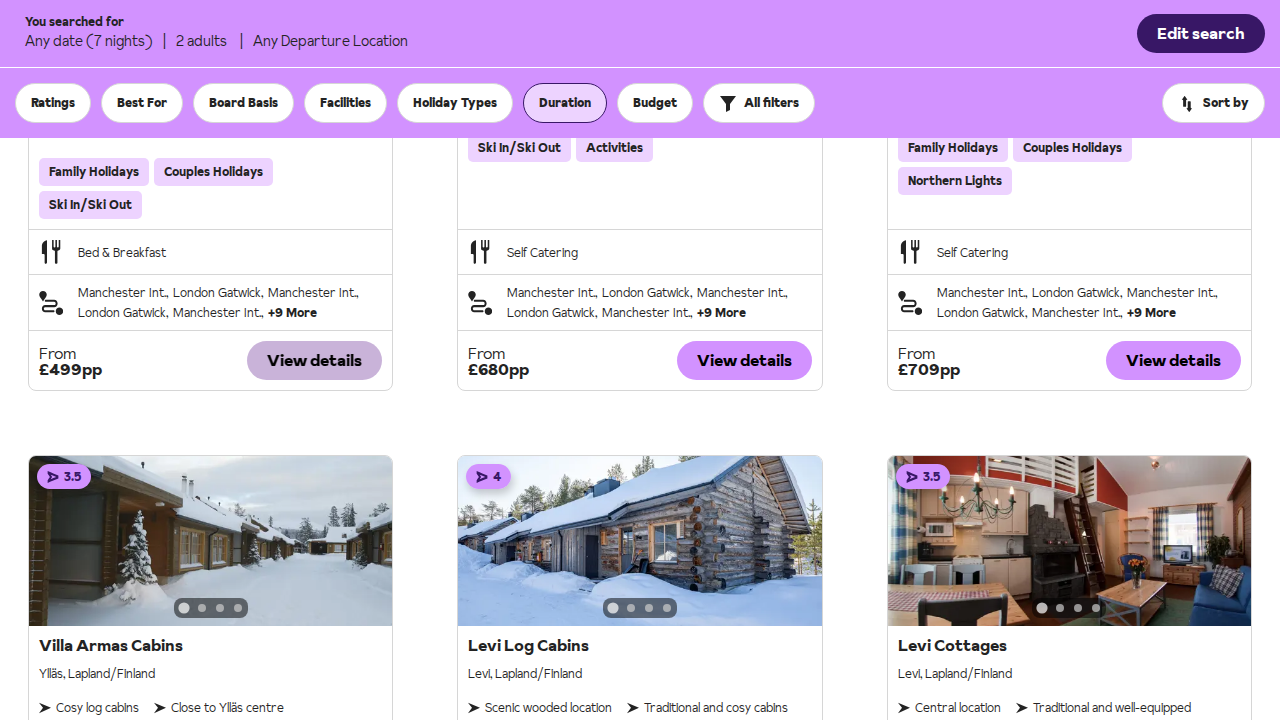 You searched for
Any date (7 nights) | 2 adults | Any Departure Location
Edit search
Ratings
Best For
Board Basis
Facilities
Holiday Types
Duration
Budget
All filters
Sort by
Family Holidays
Couples Holidays
Ski In/Ski Out
Bed & Breakfast
Manchester Int., London Gatwick, Manchester Int.,
London Gatwick, Manchester Int., +9 More
From
£499pp
View details
Ski In/Ski Out
Activities
Self Catering
Manchester Int., London Gatwick, Manchester Int.,
London Gatwick, Manchester Int., +9 More
From
£680pp
View details
Family Holidays
Couples Holidays
Northern Lights
Self Catering
Manchester Int., London Gatwick, Manchester Int.,
London Gatwick, Manchester Int., +9 More
From
£709pp
View details
3.5
Villa Armas Cabins
Ylläs, Lapland/Finland
Cosy log cabins
Close to Ylläs centre
4
Levi Log Cabins
Levi, Lapland/Finland
Scenic wooded location
Traditional and cosy cabins
3.5
Levi Cottages
Levi, Lapland/Finland
Central location
Traditional and well-equipped